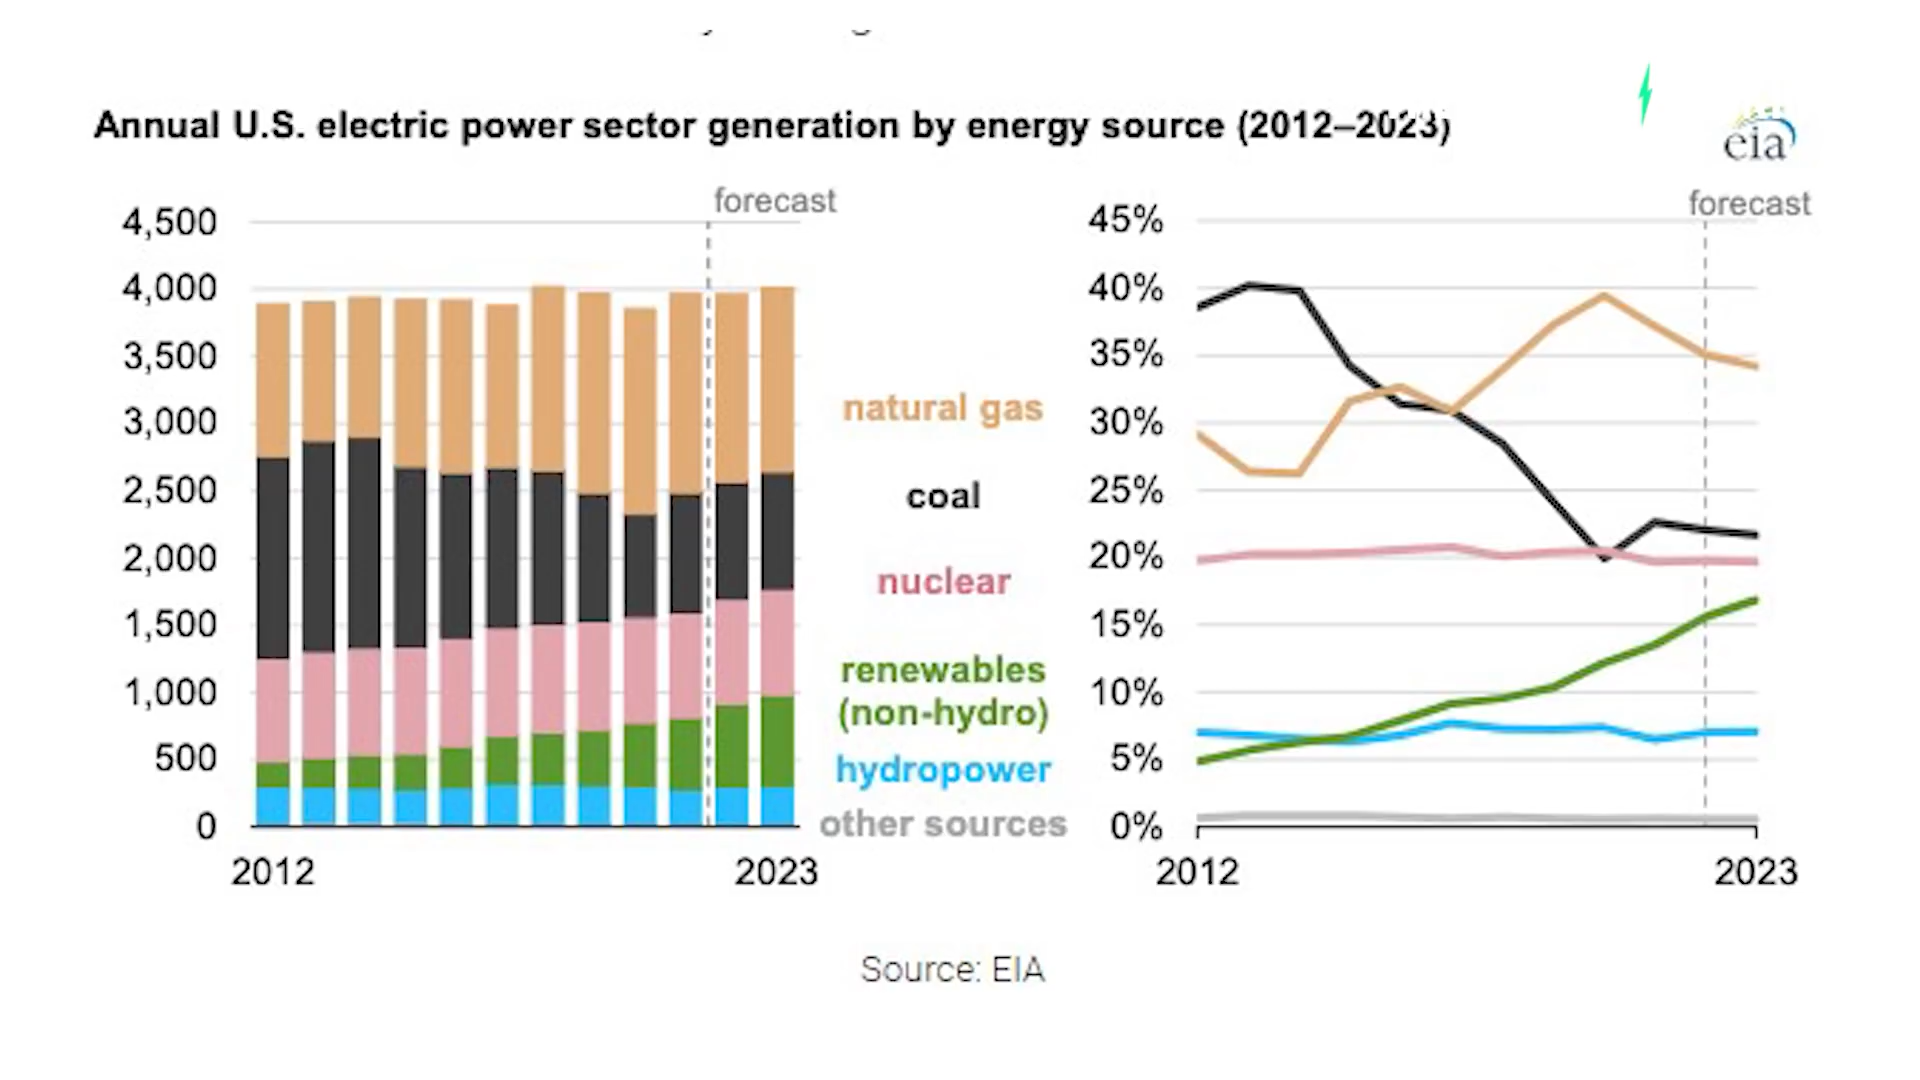 Annual U.S. electric power sector generation by energy source (2012–2023)
eia
forecast
4,500
4,000
3,500
3,000
2,500
2,000
1,500
1,000
500
0
2012
2023
natural gas
coal
nuclear
renewables
(non-hydro)
hydropower
other sources
forecast
45%
40%
35%
30%
25%
20%
15%
10%
5%
0%
2012
2023
Source: EIA